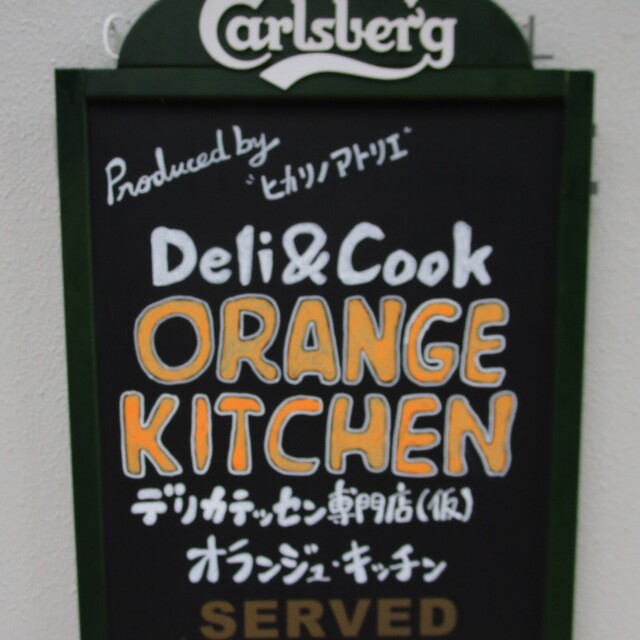 Carlsberg
Produced by
"ヒカリノアトリエ"
Deli&Cook
ORANGE
KITCHEN
デリカテッセン専門店(仮)
オランジュ・キッチン
SERVED